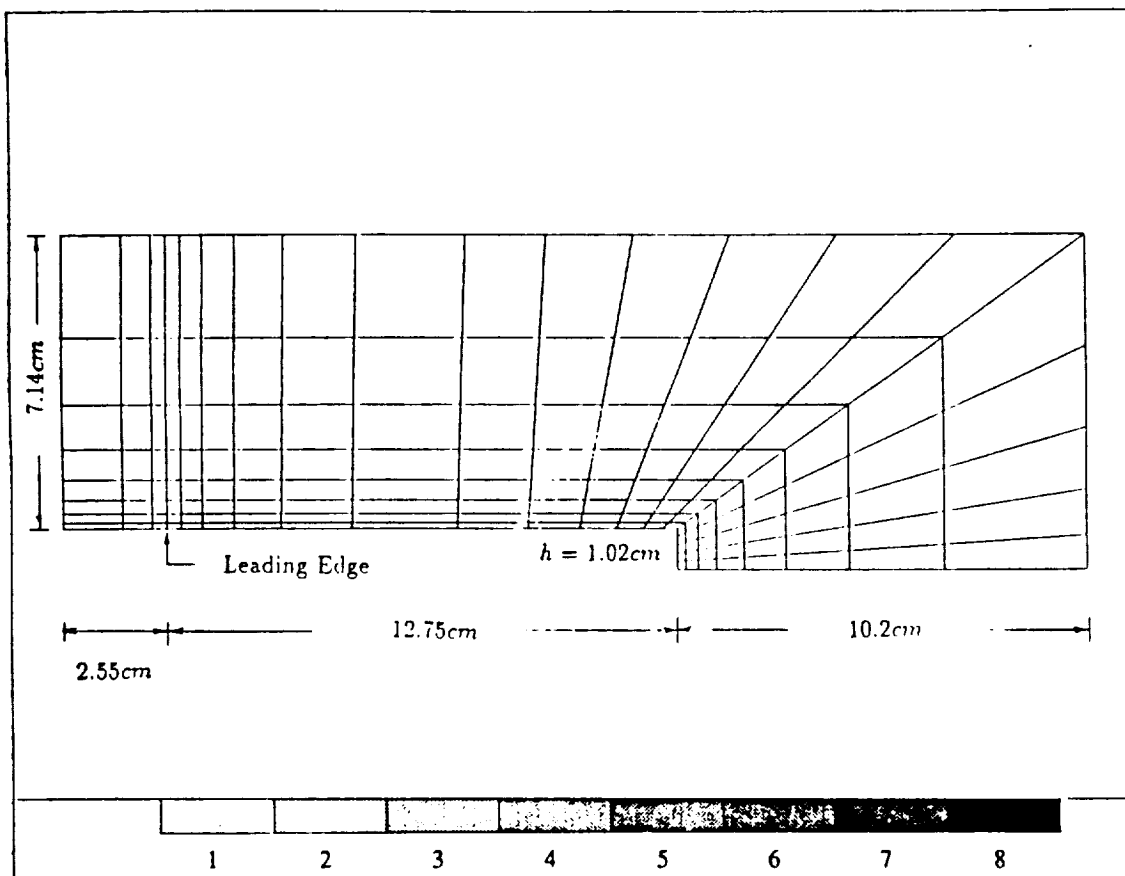 7.14cm
Leading Edge
h = 1.02cm
12.75cm
10.2cm
2.55cm
1 2 3 4 5 6 7 8